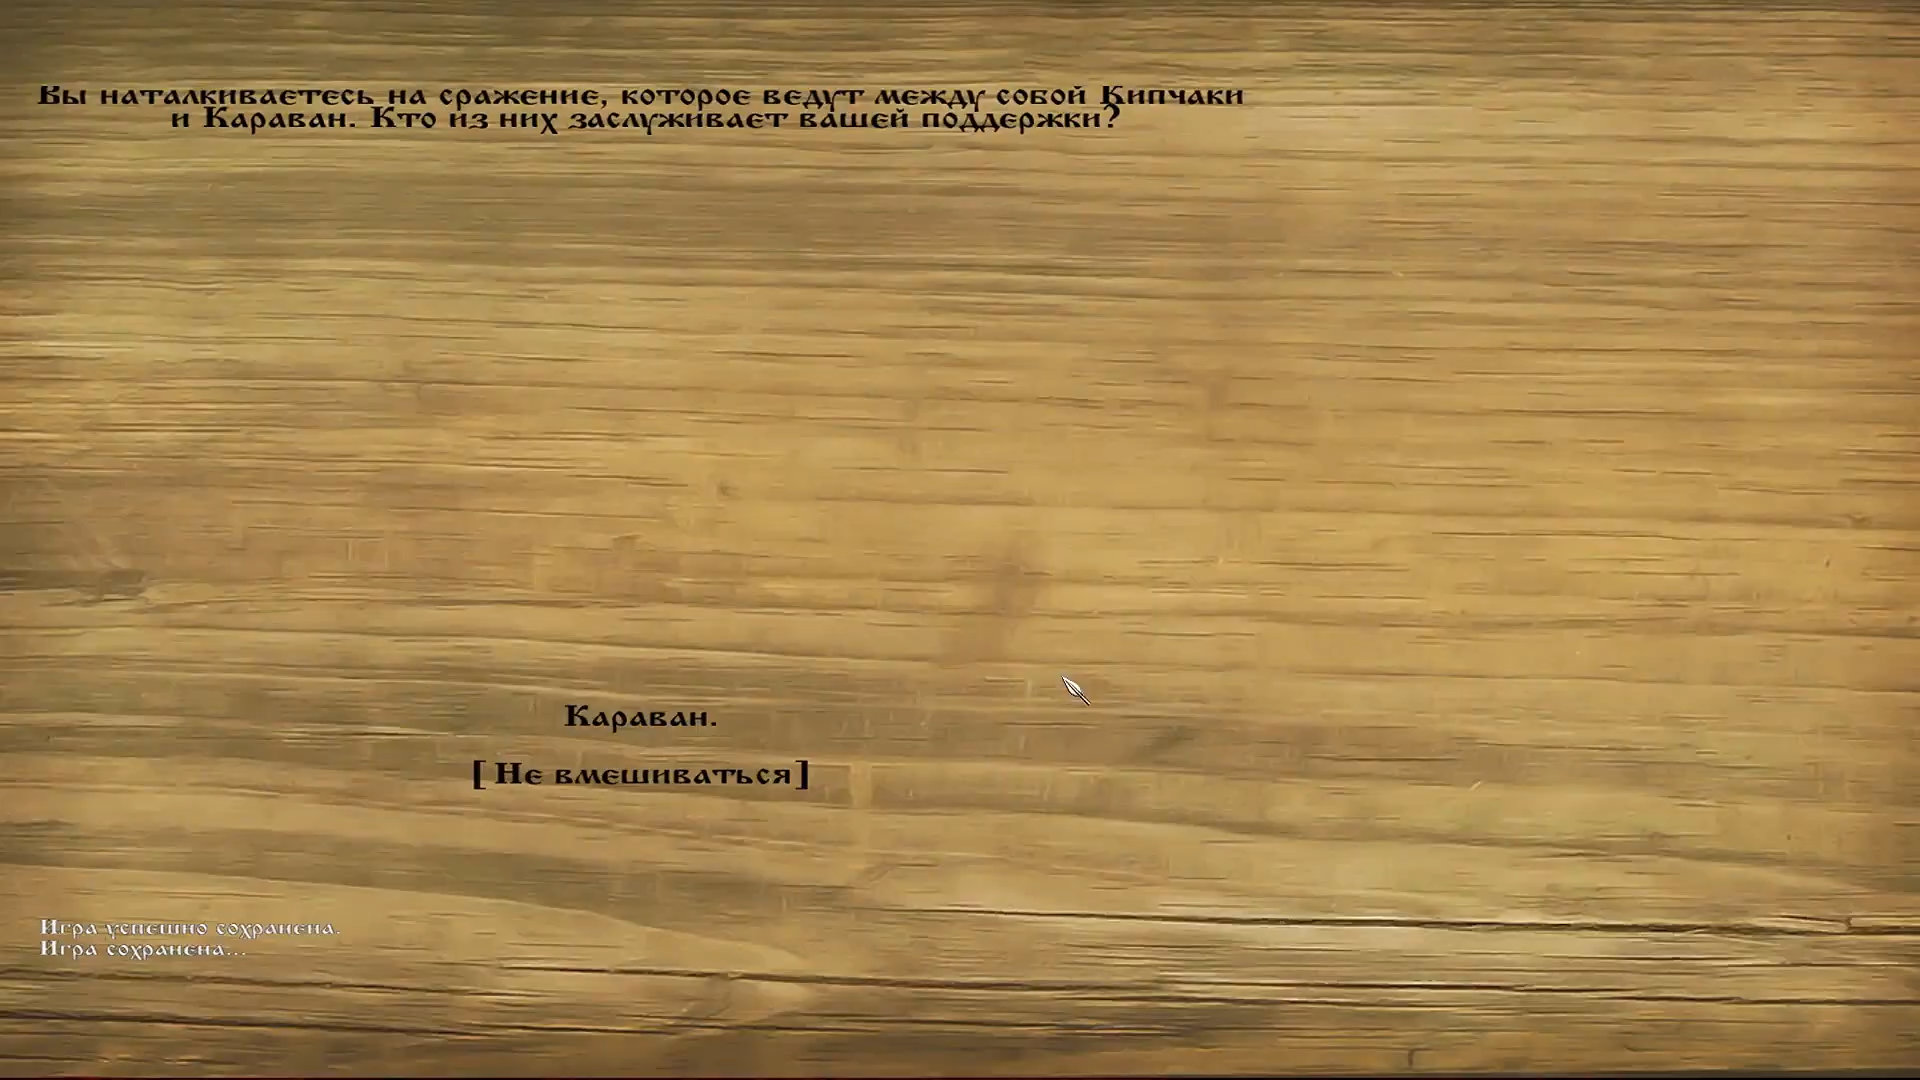 Вы наталкиваетесь на сражение, которое ведут между собой Кипчаки
и Караван. Кто из них заслуживает вашей поддержки?
Караван.
[Не вмешиваться]
Игра успешно сохранена.
Игра сохранена...